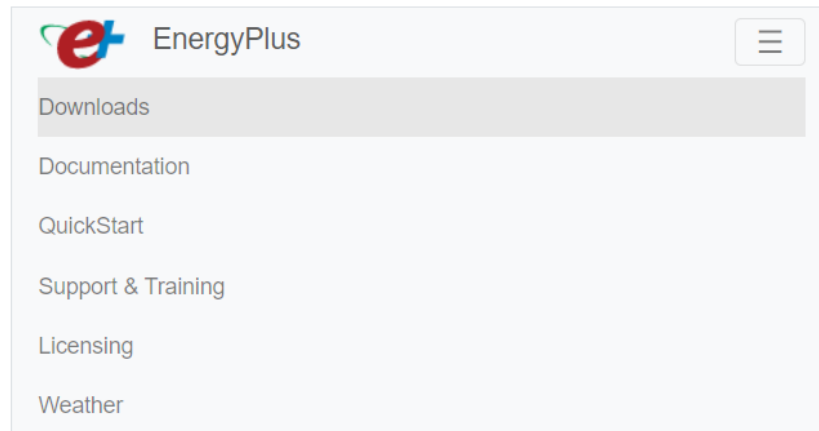 e+ EnergyPlus
Downloads
Documentation
QuickStart
Support & Training
Licensing
Weather